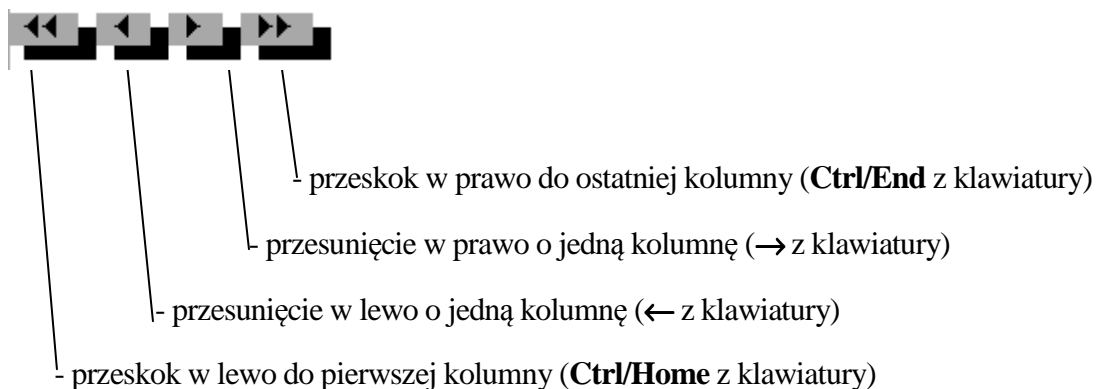 - przeskok w prawo do ostatniej kolumny (Ctrl/End z klawiatury)
- przesunięcie w prawo o jedną kolumnę (→ z klawiatury)
- przesunięcie w lewo o jedną kolumnę (← z klawiatury)
- przeskok w lewo do pierwszej kolumny (Ctrl/Home z klawiatury)